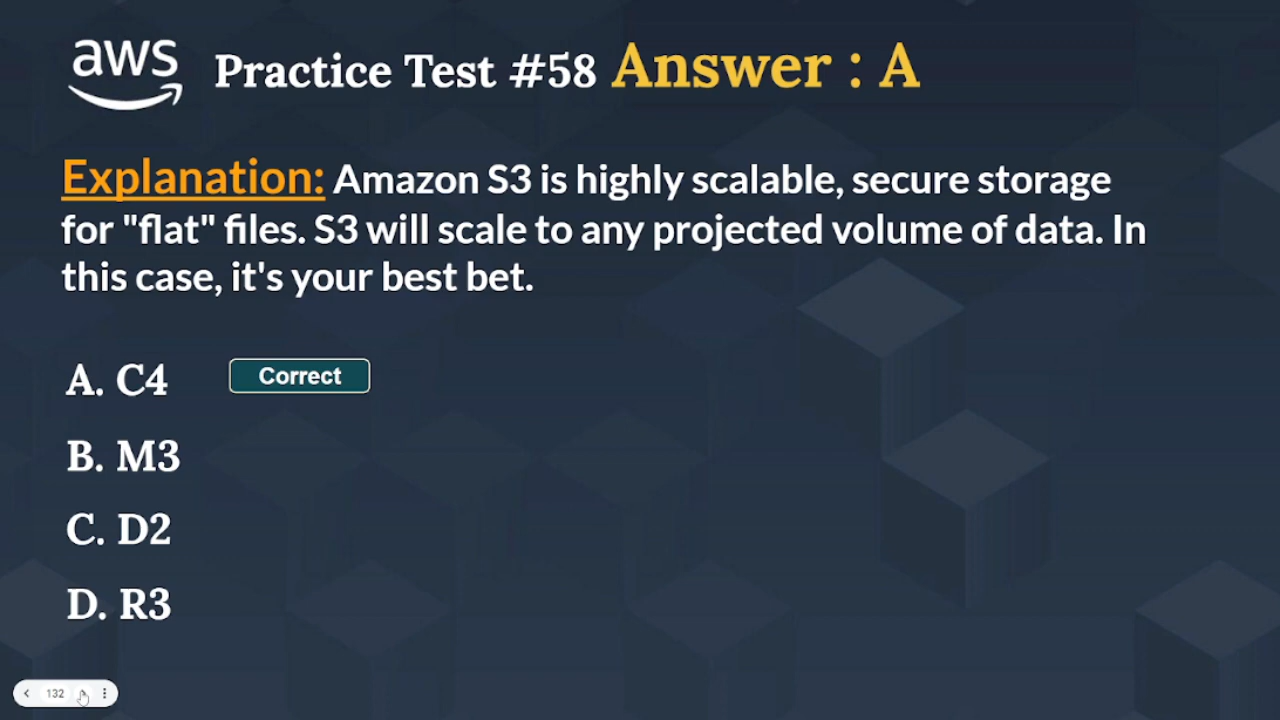 aws Practice Test #58 Answer : A
Explanation: Amazon S3 is highly scalable, secure storage
for "flat" files. S3 will scale to any projected volume of data. In
this case, it's your best bet.
A. C4 Correct
B. M3
C. D2
D. R3
132